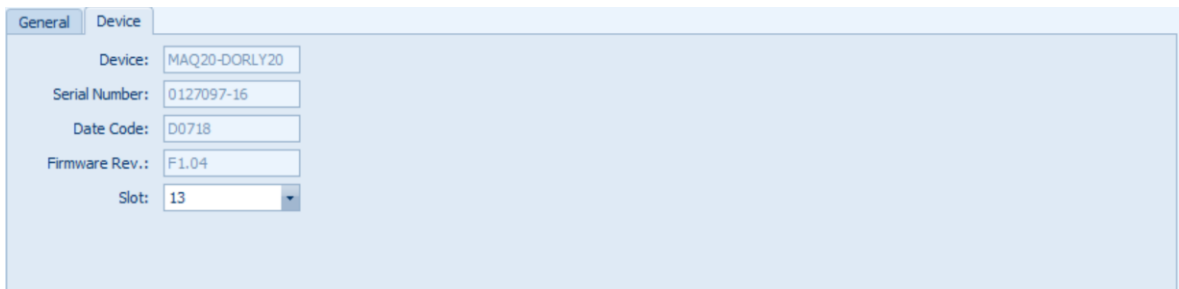 General Device
Device: MAQ20-DORLY20
Serial Number: 0127097-16
Date Code: D0718
Firmware Rev.: F1.04
Slot: 13